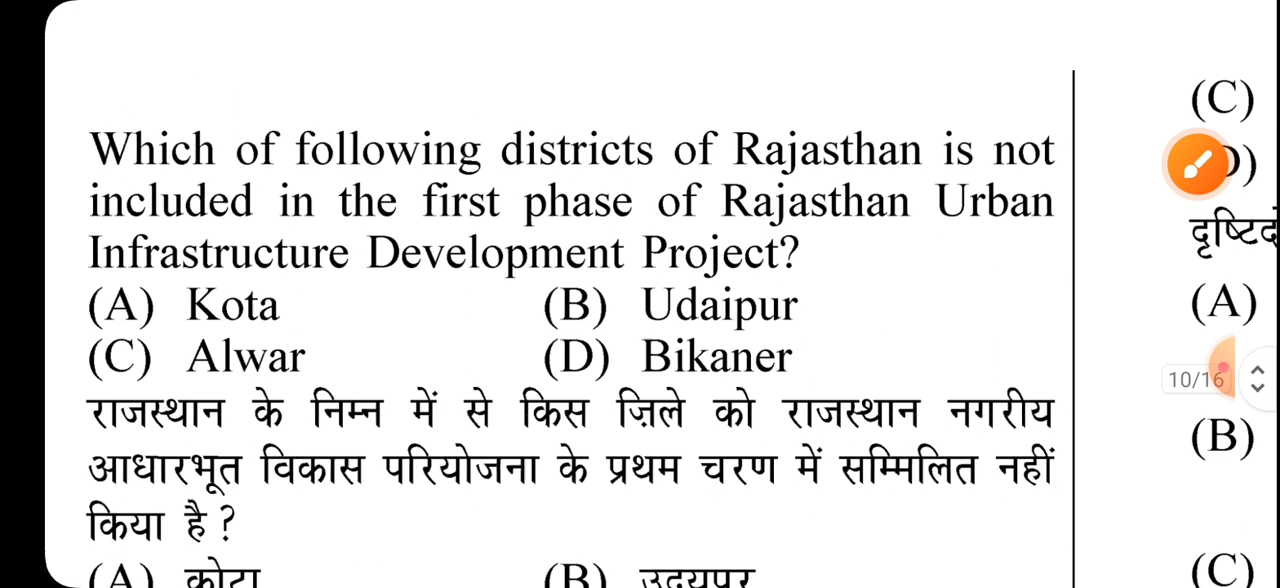 Which of following districts of Rajasthan is not
included in the first phase of Rajasthan Urban
Infrastructure Development Project?
(A) Kota (B) Udaipur
(C) Alwar (D) Bikaner
राजस्थान के निम्न में से किस ज़िले को राजस्थान नगरीय
आधारभूत विकास परियोजना के प्रथम चरण में सम्मिलित नहीं
किया है ?
(A) कोटा (B) उदयपुर
(C)
(A)
10/16
(B)
(C)